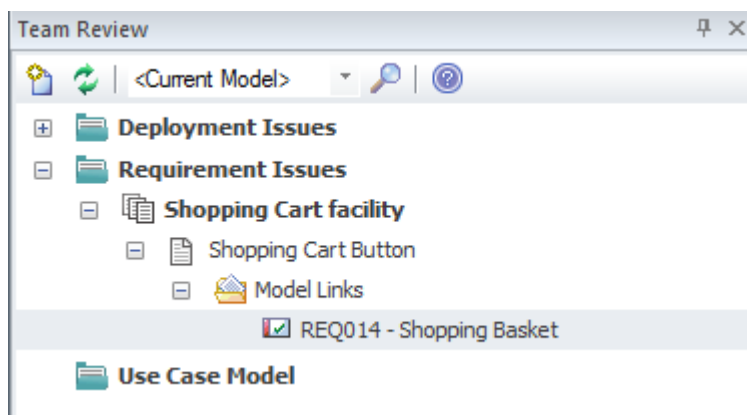 Team Review
<Current Model>
Deployment Issues
Requirement Issues
Shopping Cart facility
Shopping Cart Button
Model Links
REQ014 - Shopping Basket
Use Case Model